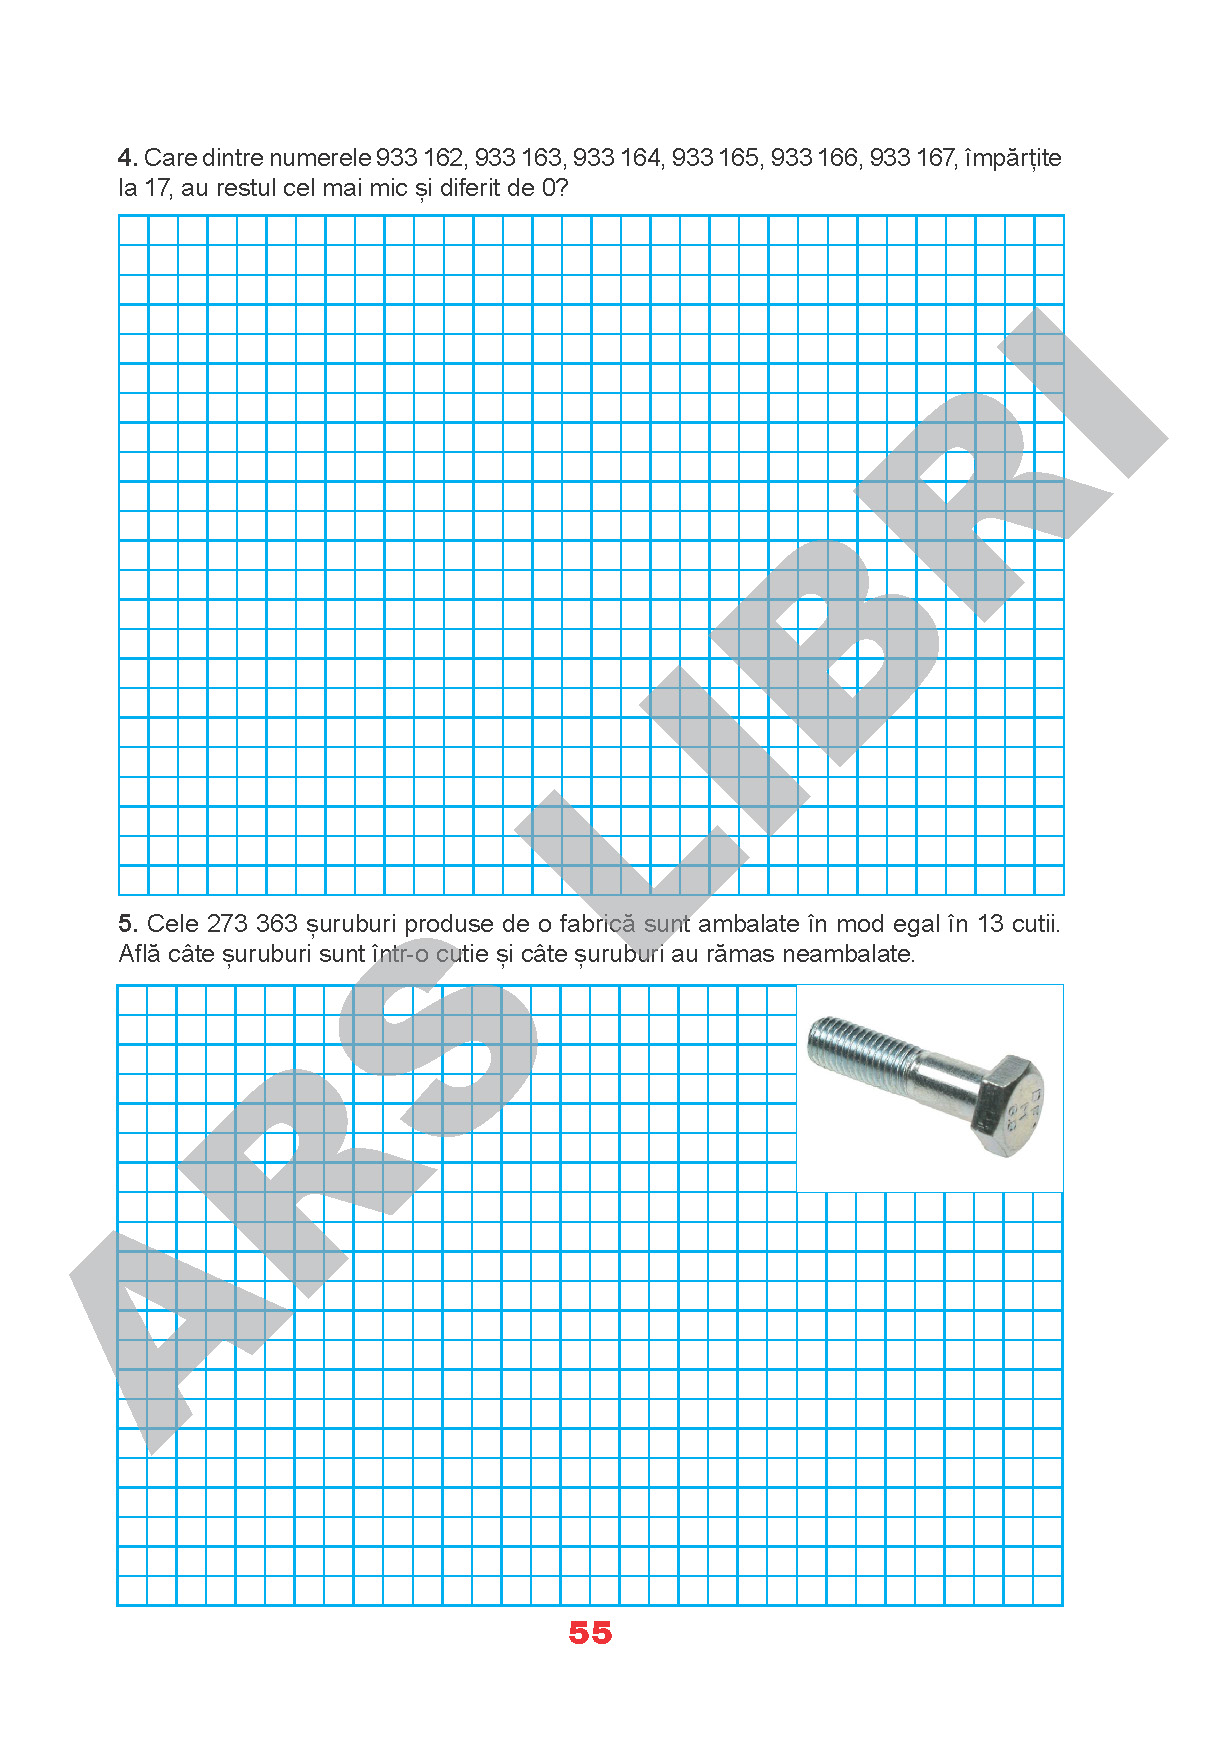 4. Care dintre numerele 933 162, 933 163, 933 164, 933 165, 933 166, 933 167, împărțite
la 17, au restul cel mai mic și diferit de 0?
5. Cele 273 363 șuruburi produse de o fabrică sunt ambalate în mod egal în 13 cutii.
Află câte șuruburi sunt într-o cutie și câte șuruburi au rămas neambalate.
55
ARS LIBRI